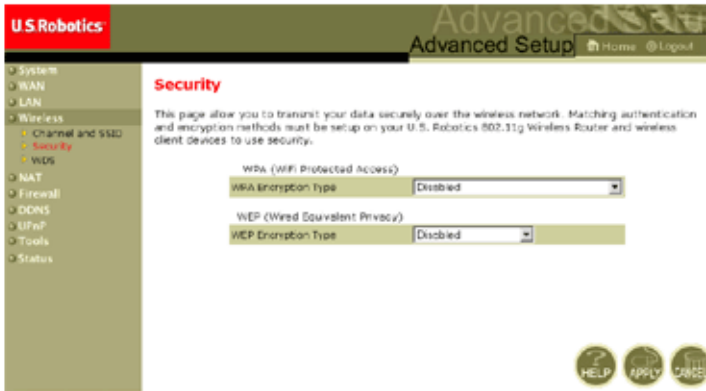 U.S.Robotics
Advanced Setu
Advanced Setup
Home
Logout
System
WAN
LAN
Wireless
Channel and SSID
Security
WDS
NAT
Firewall
DDNS
UPnP
Tools
Status
Security
This page allow you to transmit your data securely over the wireless network. Matching authentication
and encryption methods must be setup on your U.S. Robotics 802.11g Wireless Router and wireless
client devices to use security.
WPA (WiFi Protected Access)
WPA Encryption Type
Disabled
WEP (Wired Equivalent Privacy)
WEP Encryption Type
Disabled
HELP
APPLY
CANCEL